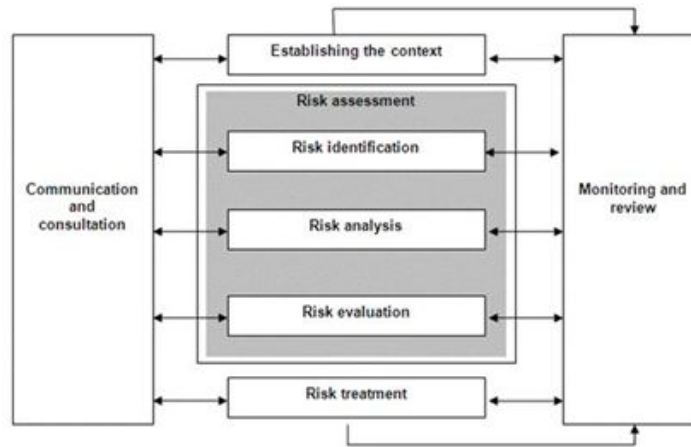 Establishing the context
Risk assessment
Risk identification
Communication
and
consultation
Monitoring and
review
Risk analysis
Risk evaluation
Risk treatment